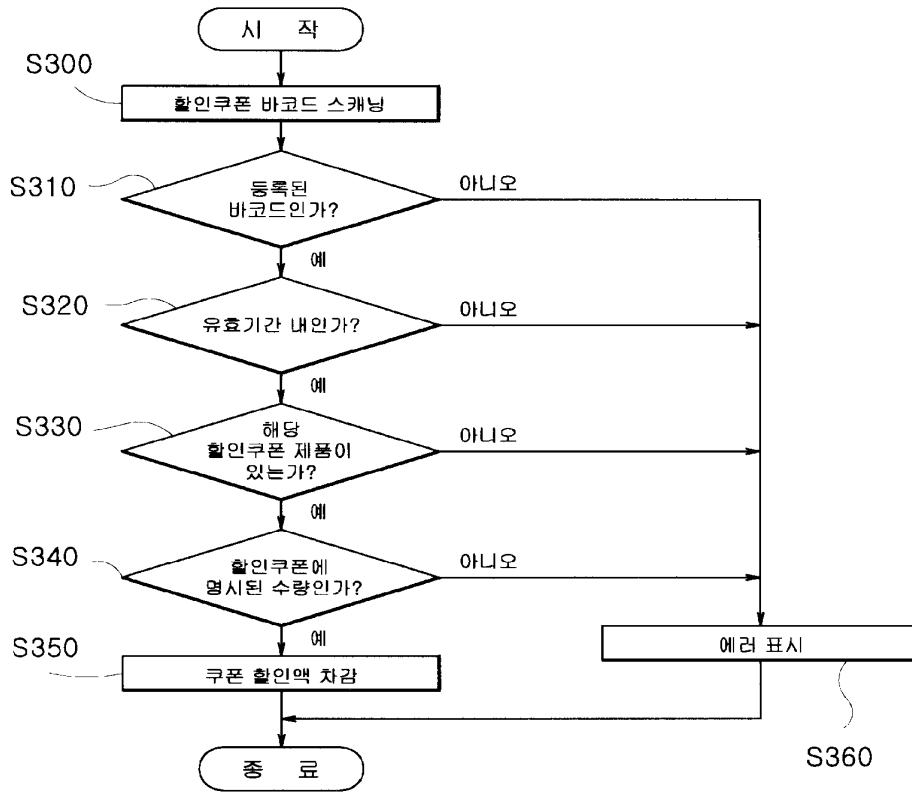 시 작
S300
할인쿠폰 바코드 스캐닝
S310
등록된
바코드인가?
아니오
예
S320
유효기간 내인가?
아니오
예
S330
해당
할인쿠폰 제품이
있는가?
아니오
예
S340
할인쿠폰에
명시된 수량인가?
아니오
예
S350
쿠폰 할인액 차감
에러 표시
S360
종 료